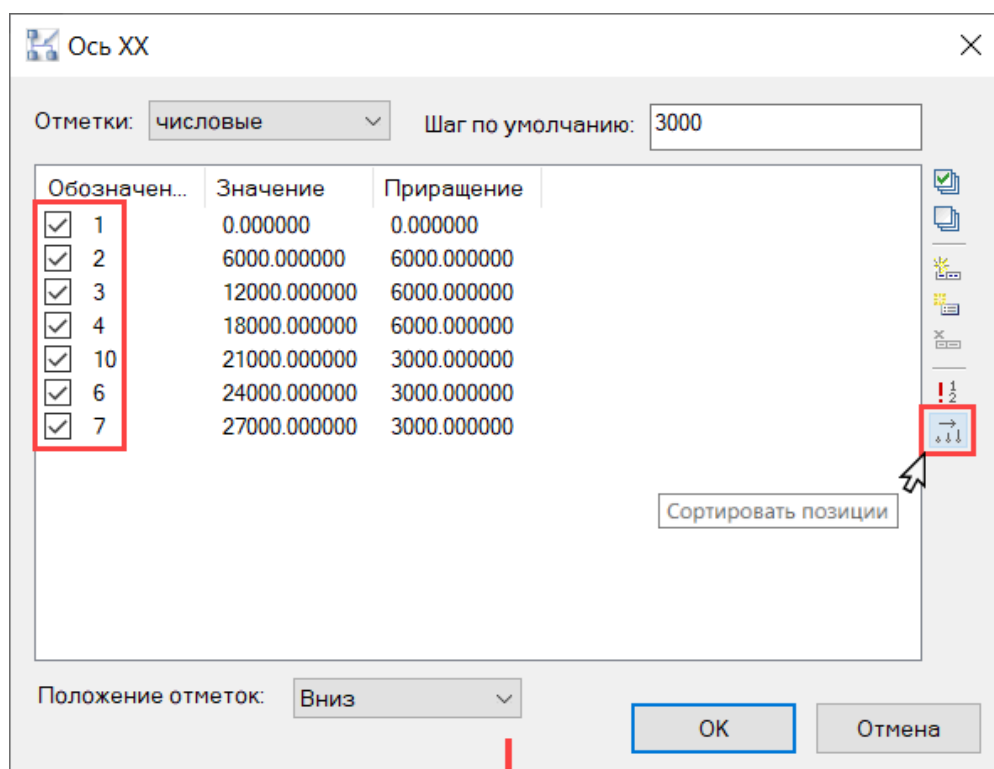 Ось XX
Отметки: числовые Шаг по умолчанию: 3000
Обозначен... Значение Приращение
1 0.000000 0.000000
2 6000.000000 6000.000000
3 12000.000000 6000.000000
4 18000.000000 6000.000000
10 21000.000000 3000.000000
6 24000.000000 3000.000000
7 27000.000000 3000.000000
Сортировать позиции
Положение отметок: Вниз
OK Отмена